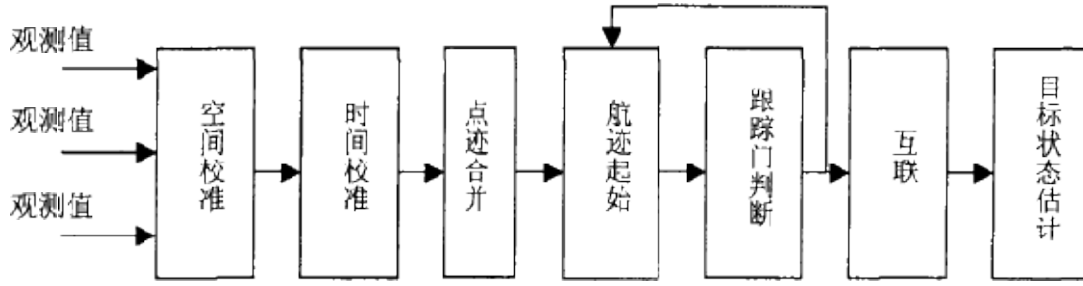 观测值
观测值
观测值
空间校准
时间校准
点迹合并
航迹起始
跟踪门判断
互联
目标状态估计